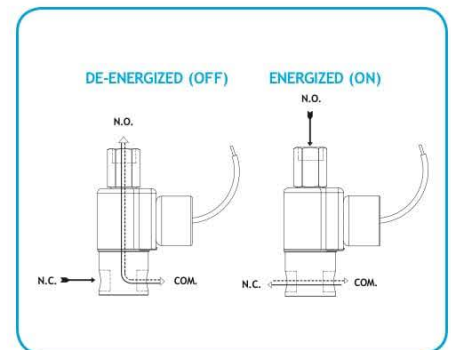 DE-ENERGIZED (OFF) ENERGIZED (ON)
N.O. N.O.
N.C. COM. N.C. COM.